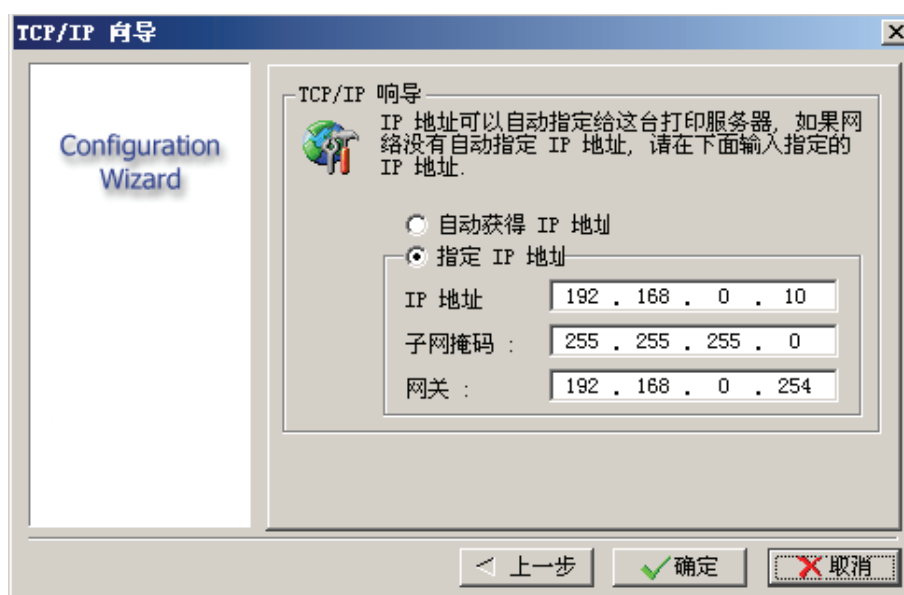 TCP/IP 向导
Configuration
Wizard
TCP/IP 响导
IP 地址可以自动指定给这台打印服务器, 如果网
络没有自动指定 IP 地址, 请在下面输入指定的
IP 地址.
自动获得 IP 地址
指定 IP 地址
IP 地址 192 . 168 . 0 . 10
子网掩码 : 255 . 255 . 255 . 0
网关 : 192 . 168 . 0 . 254
上一步 确定 取消